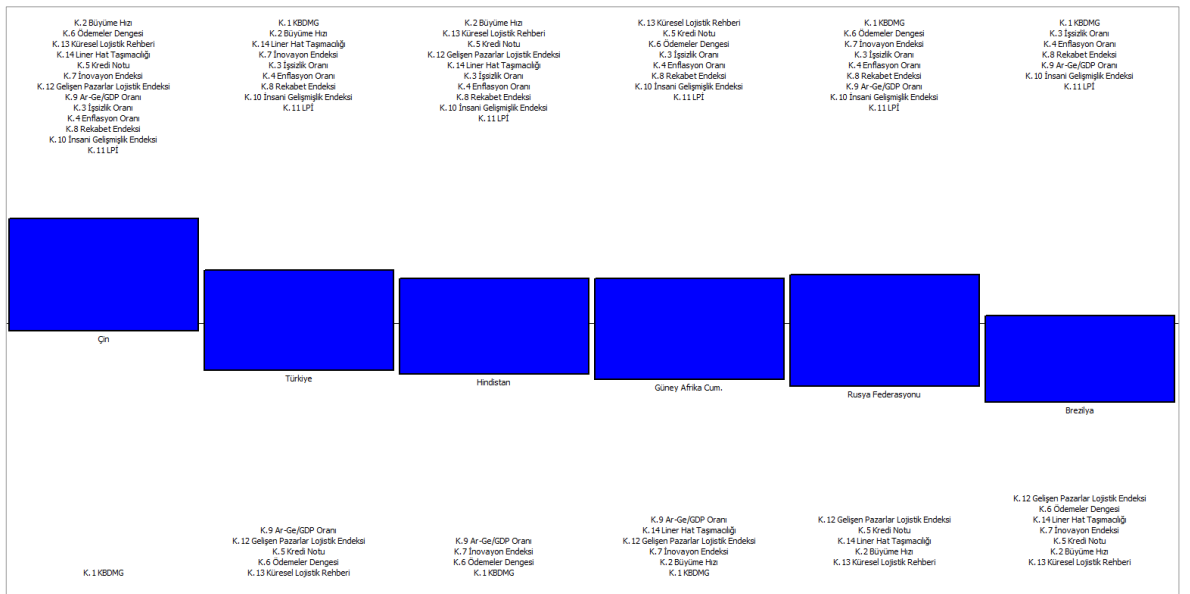 K. 2 Büyüme Hızı
K.6 Ödemeler Dengesi
K. 13 Küresel Lojistik Rehberi
K. 14 Liner Hat Taşımacılığı
K.5 Kredi Notu
K.7 İnovayon Endeksi
K. 12 Gelişen Pazarlar Lojistik Endeksi
K.9 Ar-Ge/GDP Oranı
K.3 İşsizlik Oranı
K.4 Enflasyon Oranı
K.8 Rekabet Endeksi
K. 10 İnsani Gelişmişlik Endeksi
K. 11 LPİ
K. 1 KBDMG
K. 2 Büyüme Hızı
K. 14 Liner Hat Taşımacılığı
K.7 İnovayon Endeksi
K.3 İşsizlik Oranı
K.4 Enflasyon Oranı
K.8 Rekabet Endeksi
K. 10 İnsani Gelişmişlik Endeksi
K. 11 LPİ
K. 2 Büyüme Hızı
K. 13 Küresel Lojistik Rehberi
K.5 Kredi Notu
K. 12 Gelişen Pazarlar Lojistik Endeksi
K. 14 Liner Hat Taşımacılığı
K.3 İşsizlik Oranı
K.4 Enflasyon Oranı
K.8 Rekabet Endeksi
K. 10 İnsani Gelişmişlik Endeksi
K. 11 LPİ
K. 13 Küresel Lojistik Rehberi
K.5 Kredi Notu
K.6 Ödemeler Dengesi
K.3 İşsizlik Oranı
K.4 Enflasyon Oranı
K.8 Rekabet Endeksi
K. 10 İnsani Gelişmişlik Endeksi
K. 11 LPİ
K. 1 KBDMG
K.6 Ödemeler Dengesi
K.7 İnovayon Endeksi
K.3 İşsizlik Oranı
K.4 Enflasyon Oranı
K.8 Rekabet Endeksi
K.9 Ar-Ge/GDP Oranı
K. 10 İnsani Gelişmişlik Endeksi
K. 11 LPİ
K. 1 KBDMG
K.3 İşsizlik Oranı
K.4 Enflasyon Oranı
K.8 Rekabet Endeksi
K.9 Ar-Ge/GDP Oranı
K. 10 İnsani Gelişmişlik Endeksi
K. 11 LPİ
Çin
Türkiye
Hindistan
Güney Afrika Cum.
Rusya Federasyonu
Brezilya
K. 1 KBDMG
K.9 Ar-Ge/GDP Oranı
K. 12 Gelişen Pazarlar Lojistik Endeksi
K.5 Kredi Notu
K.6 Ödemeler Dengesi
K. 13 Küresel Lojistik Rehberi
K.9 Ar-Ge/GDP Oranı
K.7 İnovayon Endeksi
K.6 Ödemeler Dengesi
K. 1 KBDMG
K.9 Ar-Ge/GDP Oranı
K. 14 Liner Hat Taşımacılığı
K. 12 Gelişen Pazarlar Lojistik Endeksi
K.7 İnovayon Endeksi
K. 2 Büyüme Hızı
K. 1 KBDMG
K. 12 Gelişen Pazarlar Lojistik Endeksi
K.5 Kredi Notu
K. 14 Liner Hat Taşımacılığı
K. 2 Büyüme Hızı
K. 13 Küresel Lojistik Rehberi
K. 12 Gelişen Pazarlar Lojistik Endeksi
K.6 Ödemeler Dengesi
K. 14 Liner Hat Taşımacılığı
K.7 İnovayon Endeksi
K.5 Kredi Notu
K. 2 Büyüme Hızı
K. 13 Küresel Lojistik Rehberi